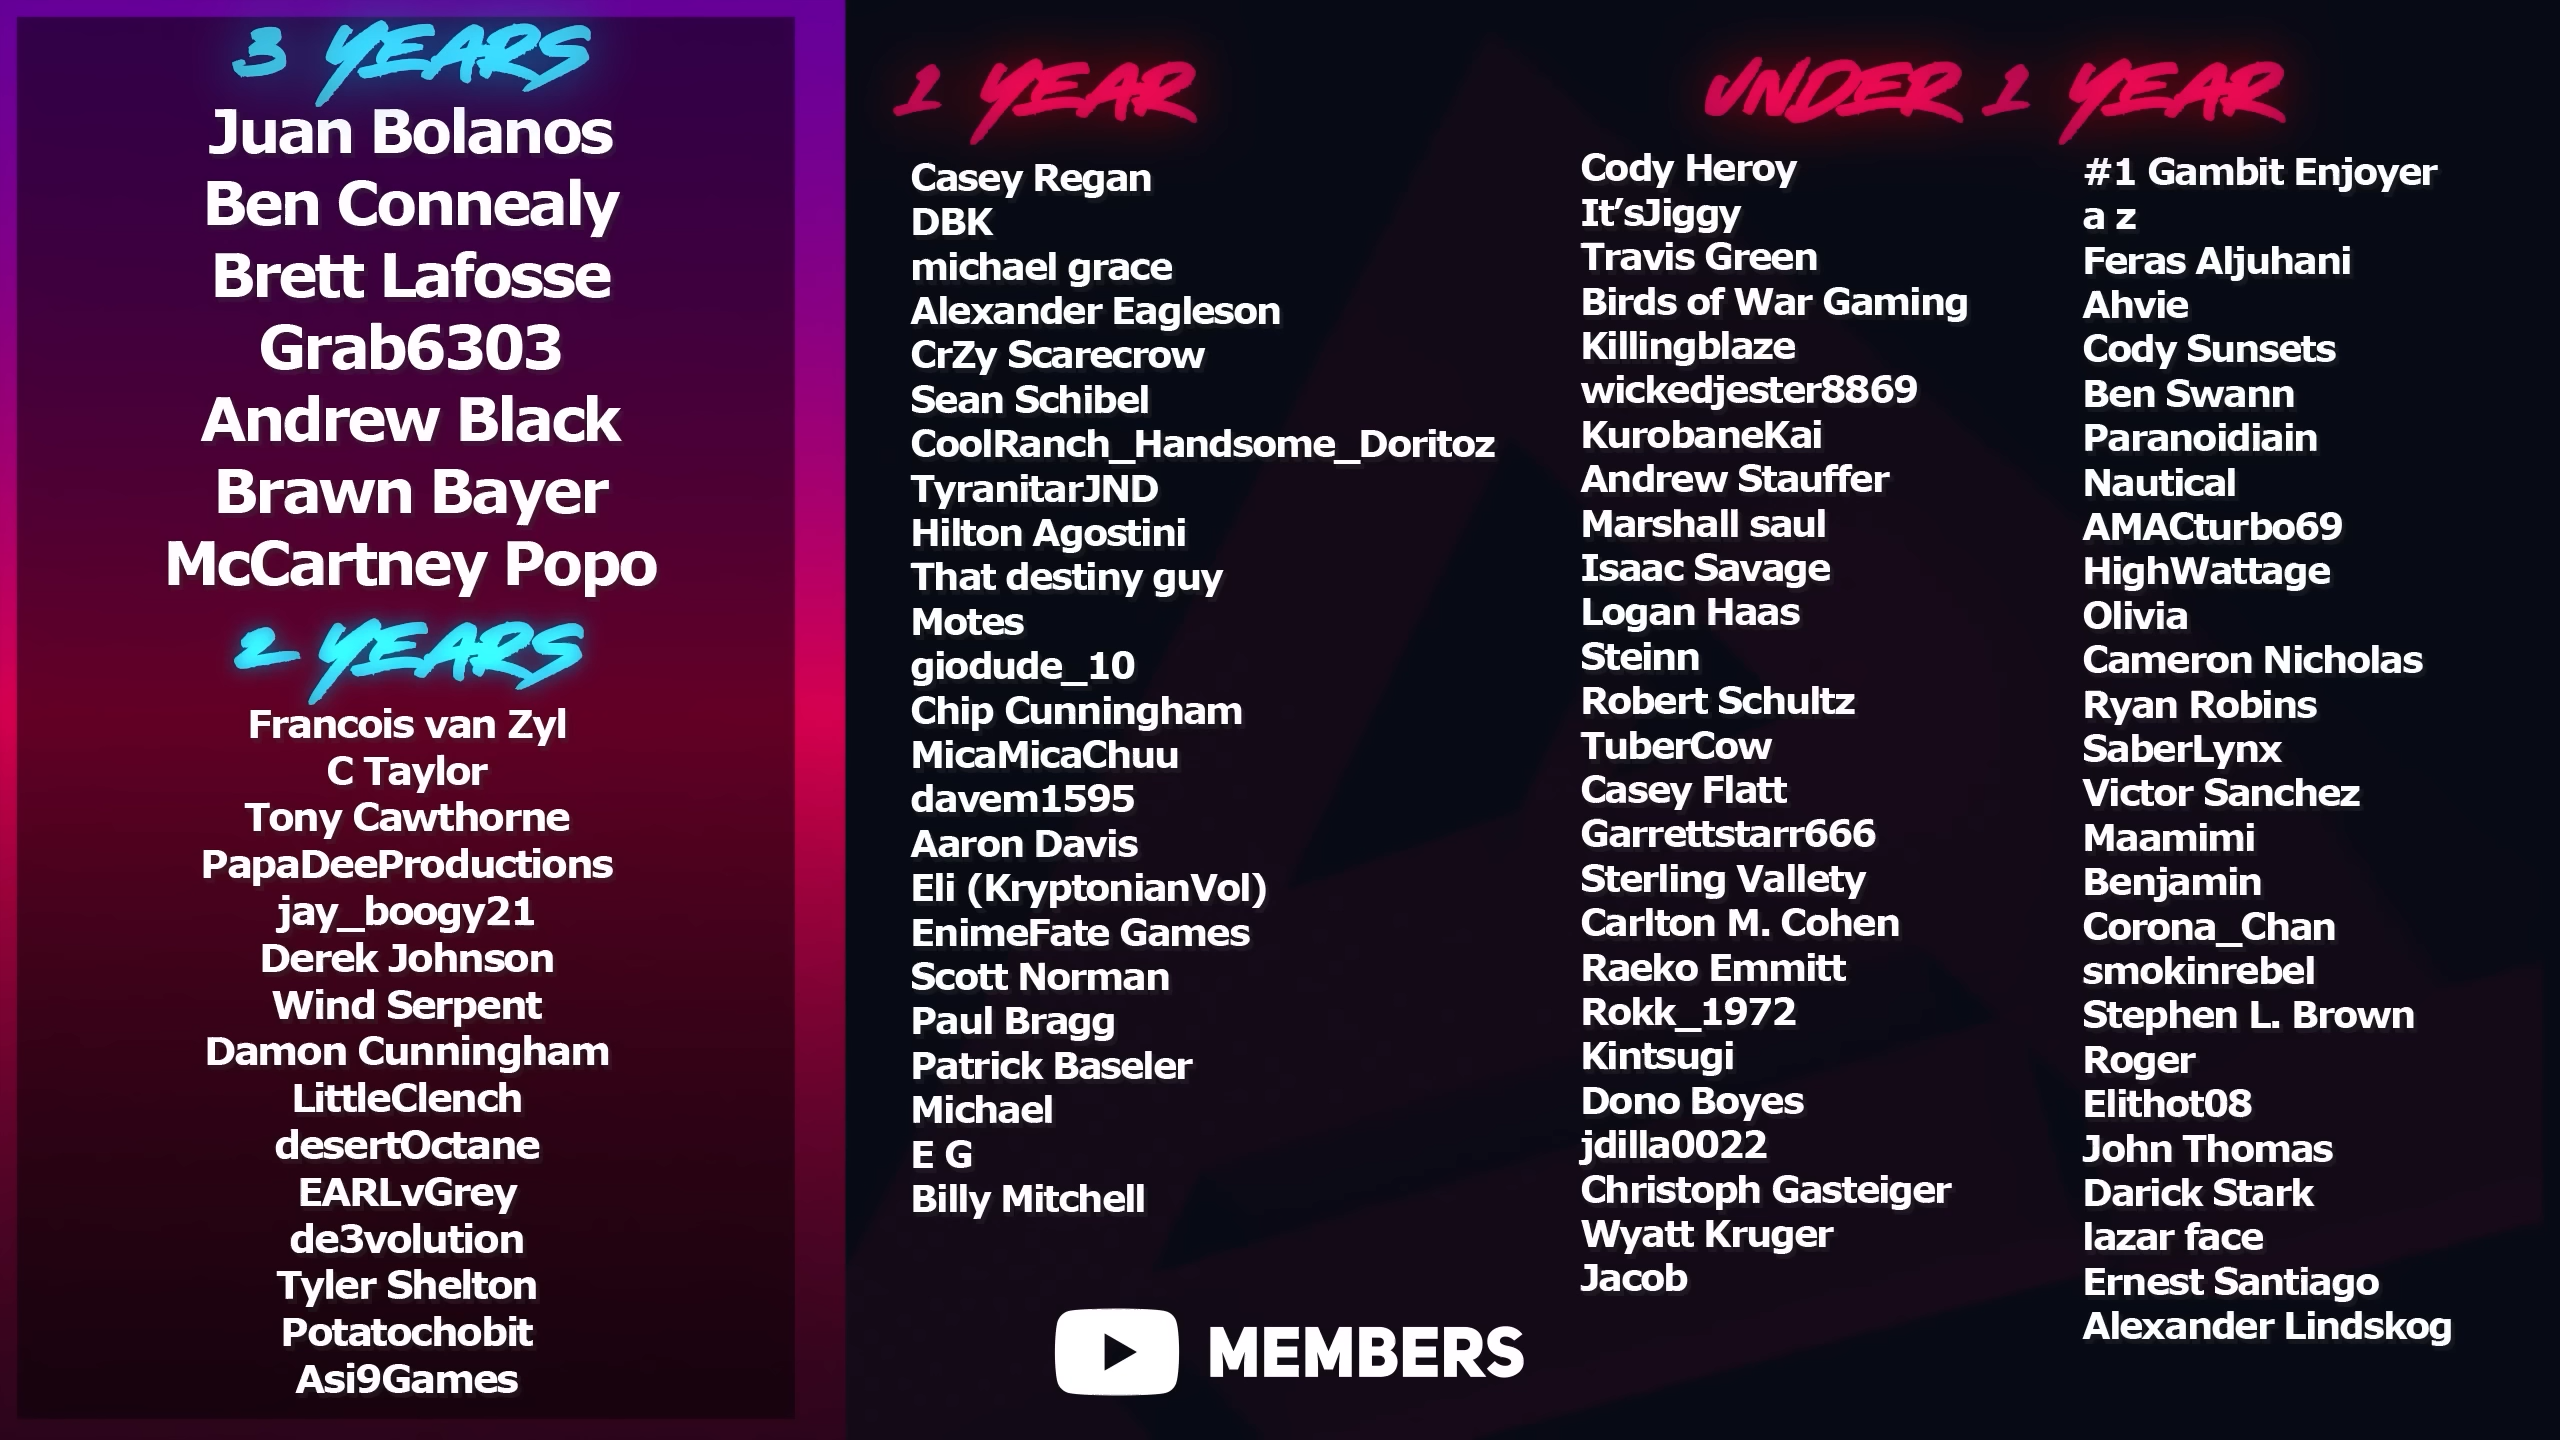 3 YEARS
Juan Bolanos
Ben Connealy
Brett Lafosse
Grab6303
Andrew Black
Brawn Bayer
McCartney Popo
2 YEARS
Francois van Zyl
C Taylor
Tony Cawthorne
PapaDeeProductions
jay_boogy21
Derek Johnson
Wind Serpent
Damon Cunningham
LittleClench
desertOctane
EARLvGrey
de3volution
Tyler Shelton
Potatochobit
Asi9Games
1 YEAR
Casey Regan
DBK
michael grace
Alexander Eagleson
CrZy Scarecrow
Sean Schibel
CoolRanch_Handsome_Doritoz
TyranitarJND
Hilton Agostini
That destiny guy
Motes
giodude_10
Chip Cunningham
MicaMicaChuu
davem1595
Aaron Davis
Eli (KryptonianVol)
EnimeFate Games
Scott Norman
Paul Bragg
Patrick Baseler
Michael
E G
Billy Mitchell
UNDER 1 YEAR
Cody Heroy
It’sJiggy
Travis Green
Birds of War Gaming
Killingblaze
wickedjester8869
KurobaneKai
Andrew Stauffer
Marshall saul
Isaac Savage
Logan Haas
Steinn
Robert Schultz
TuberCow
Casey Flatt
Garrettstarr666
Sterling Vallety
Carlton M. Cohen
Raeko Emmitt
Rokk_1972
Kintsugi
Dono Boyes
jdilla0022
Christoph Gasteiger
Wyatt Kruger
Jacob
#1 Gambit Enjoyer
a z
Feras Aljuhani
Ahvie
Cody Sunsets
Ben Swann
Paranoidiain
Nautical
AMACturbo69
HighWattage
Olivia
Cameron Nicholas
Ryan Robins
SaberLynx
Victor Sanchez
Maamimi
Benjamin
Corona_Chan
smokinrebel
Stephen L. Brown
Roger
Elithot08
John Thomas
Darick Stark
lazar face
Ernest Santiago
Alexander Lindskog
MEMBERS